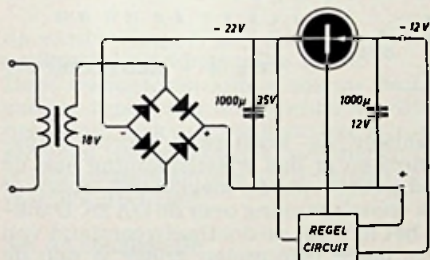 - 22V
- 12V
1000µ
35V
1000µ
12V
18V
-
+
+
=
REGEL
CIRCUIT